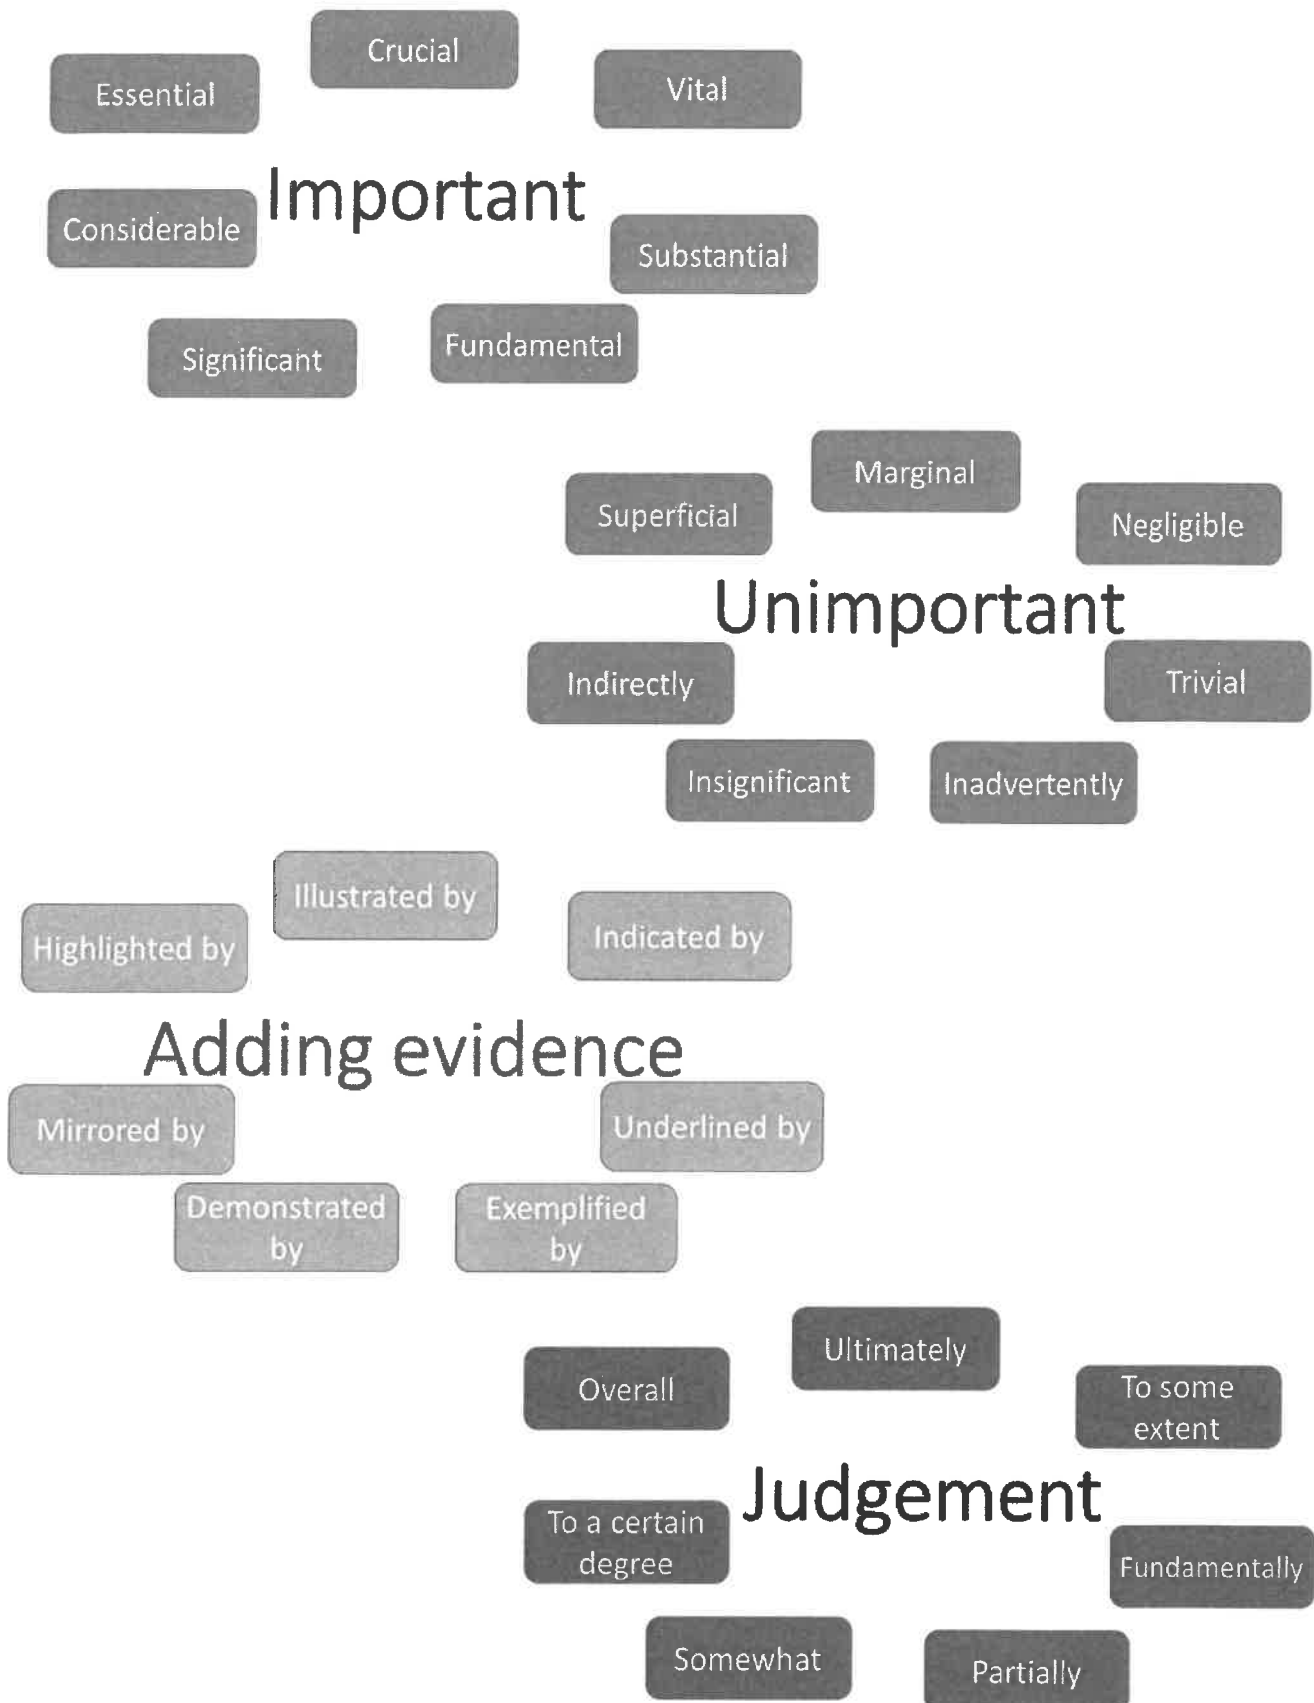 Crucial
Essential
Vital
Important
Considerable
Substantial
Significant
Fundamental
Marginal
Superficial
Negligible
Unimportant
Indirectly
Trivial
Insignificant
Inadvertently
Illustrated by
Highlighted by
Indicated by
Adding evidence
Mirrored by
Underlined by
Demonstrated
by
Exemplified
by
Ultimately
Overall
To some
extent
Judgement
To a certain
degree
Fundamentally
Somewhat
Partially